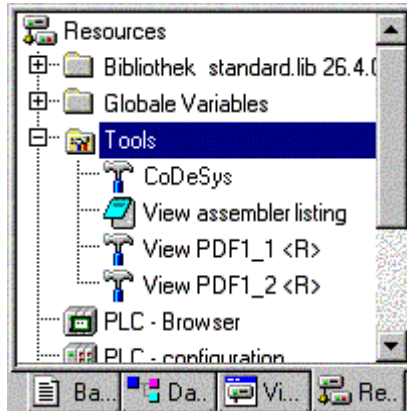 Resources
Bibliothek standard.lib 26.4.
Globale Variables
Tools
CoDeSys
View assembler listing
View PDF1_1 <R>
View PDF1_2 <R>
PLC - Browser
PLC - configuration
Ba... Da.. Vi... Re..